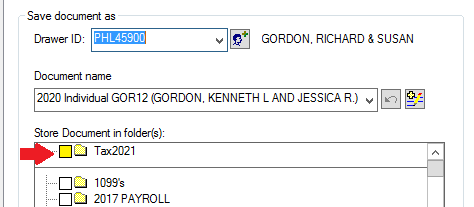 Save document as
Drawer ID: PHL45900 GORDON, RICHARD & SUSAN
Document name
2020 Individual GOR12 (GORDON, KENNETH L AND JESSICA R.)
Store Document in folder(s):
Tax2021
1099's
2017 PAYROLL